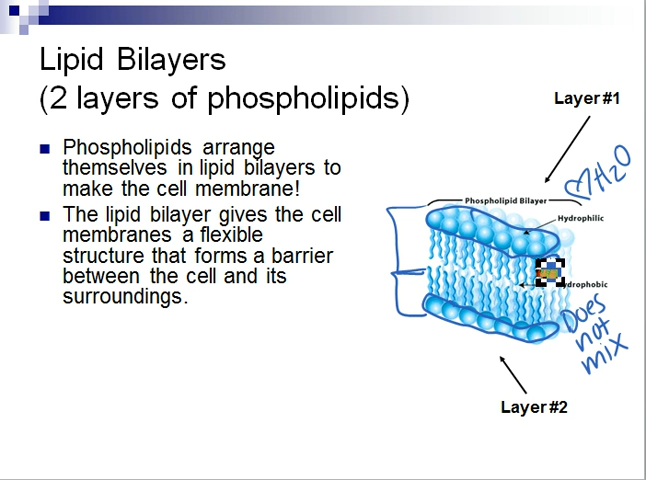 Lipid Bilayers
(2 layers of phospholipids)
Phospholipids arrange
themselves in lipid bilayers to
make the cell membrane!
The lipid bilayer gives the cell
membranes a flexible
structure that forms a barrier
between the cell and its
surroundings.
Layer #1
♡ H2O
Phospholipid Bilayer
Hydrophilic
drophobic
Does
not
mix
Layer #2